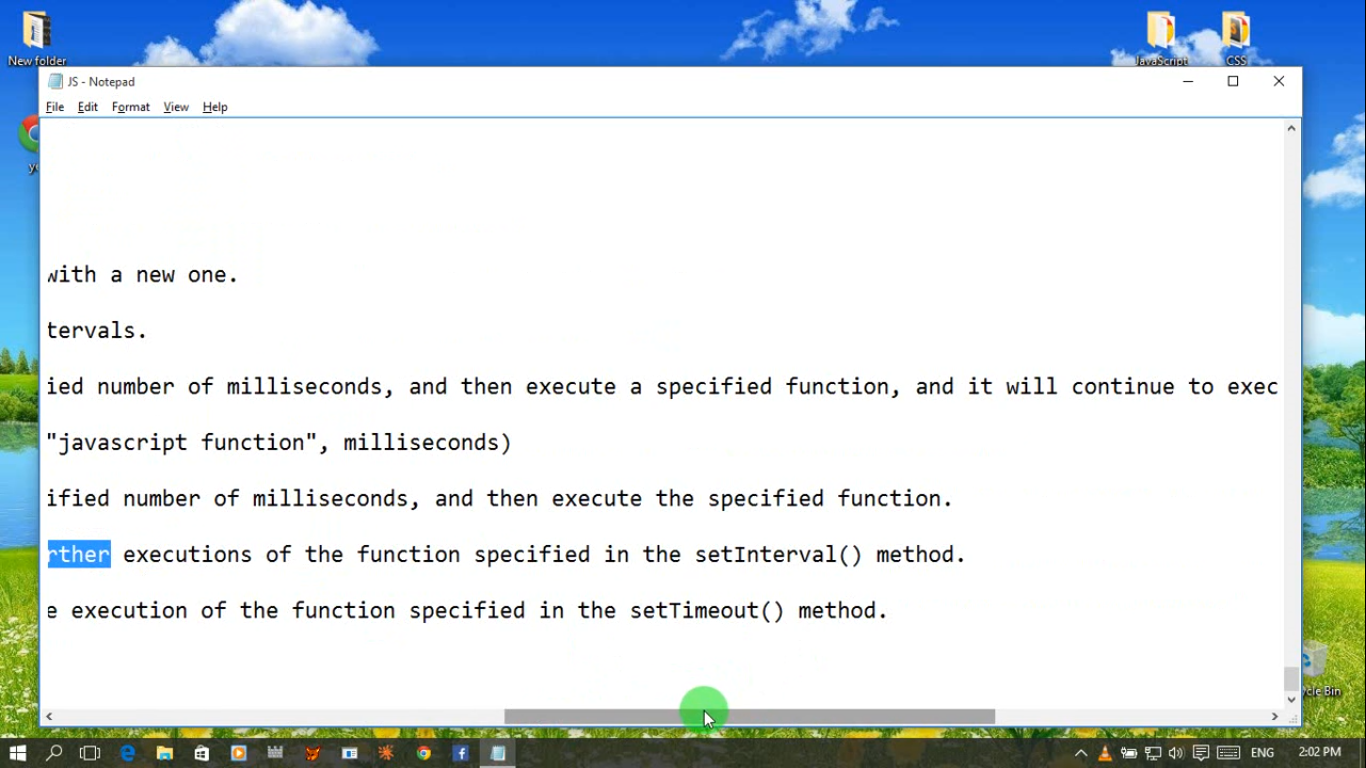 New folder
JavaScript
CSS
JS - Notepad
File Edit Format View Help
with a new one.
tervals.
ied number of milliseconds, and then execute a specified function, and it will continue to exec
"javascript function", milliseconds)
ified number of milliseconds, and then execute the specified function.
rther executions of the function specified in the setInterval() method.
e execution of the function specified in the setTimeout() method.
cle Bin
ENG
2:02 PM